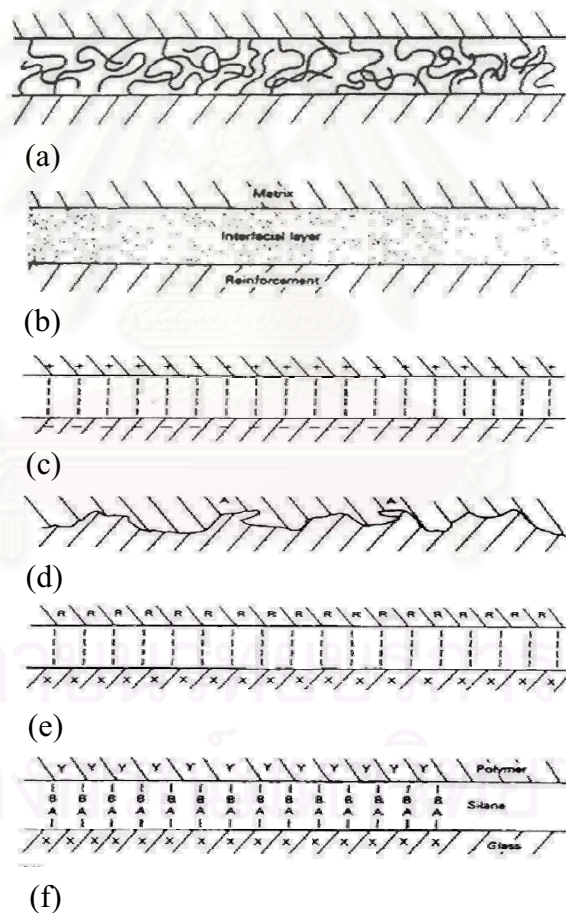 (a)
Matrix
Interfacial layer
Reinforcement
(b)
+ + + + + + + + + + + + + + + + +
(c)
A A
(d)
R R R R R R R R R R R R R R R R R
X X X X X X X X X X X X X X X X X
(e)
Y Y Y Y Y Y Y Y Y Y Y Y Y Polymer
B B B B B B B B B B B B B Silane
A A A A A A A A A A A A A
X X X X X X X X X X X X X X Glass
(f)